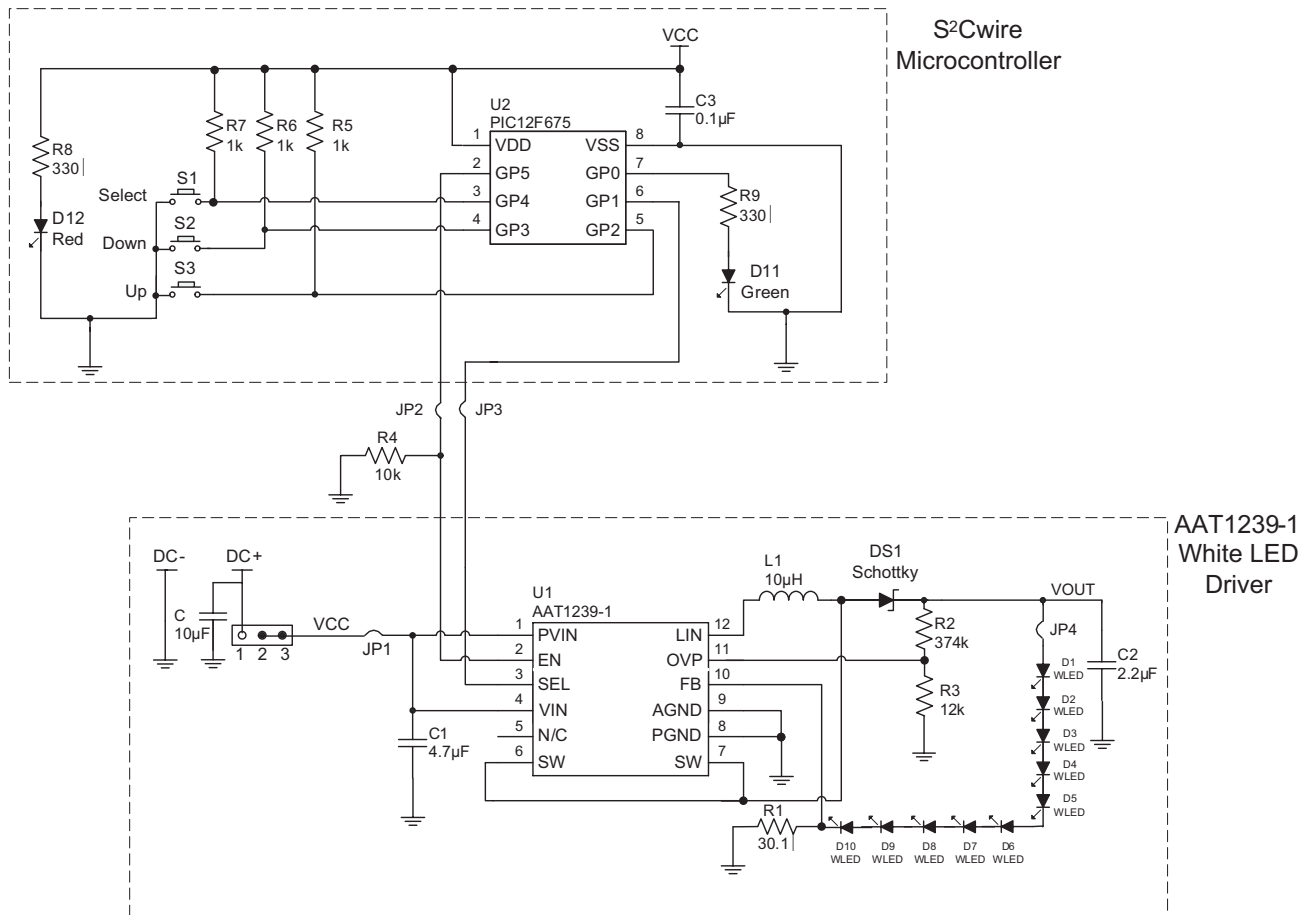 S²Cwire
Microcontroller
VCC
C3
0.1µF
U2
PIC12F675
R7
1k
R6
1k
R5
1k
R8
330
1
VDD
VSS
8
2
GP5
GP0
7
3
GP4
GP1
6
4
GP3
GP2
5
R9
330
S1
Select
D12
Red
S2
Down
S3
Up
D11
Green
JP2
JP3
R4
10k
AAT1239-1
White LED
Driver
DC-
DC+
C
10µF
1
2
3
VCC
JP1
C1
4.7µF
U1
AAT1239-1
1
PVIN
LIN
12
2
EN
OVP
11
3
SEL
FB
10
4
VIN
AGND
9
5
N/C
PGND
8
6
SW
SW
7
L1
10µH
DS1
Schottky
VOUT
R2
374k
JP4
C2
2.2µF
R3
12k
D1
WLED
D2
WLED
D3
WLED
D4
WLED
D5
WLED
R1
30.1
D10
WLED
D9
WLED
D8
WLED
D7
WLED
D6
WLED